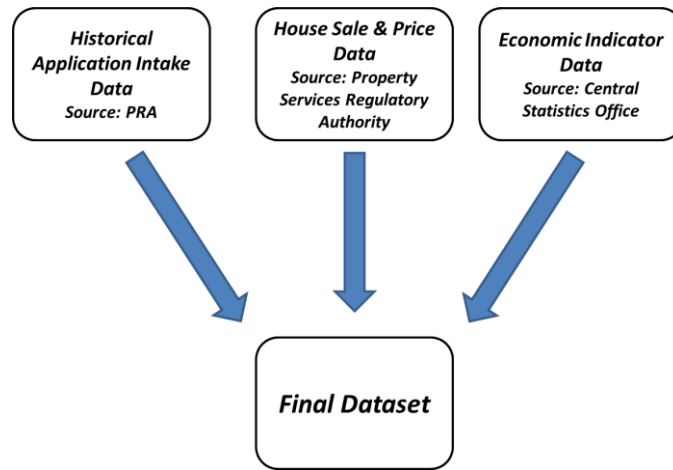 Historical
Application Intake
Data
Source: PRA
House Sale & Price
Data
Source: Property
Services Regulatory
Authority
Economic Indicator
Data
Source: Central
Statistics Office
Final Dataset